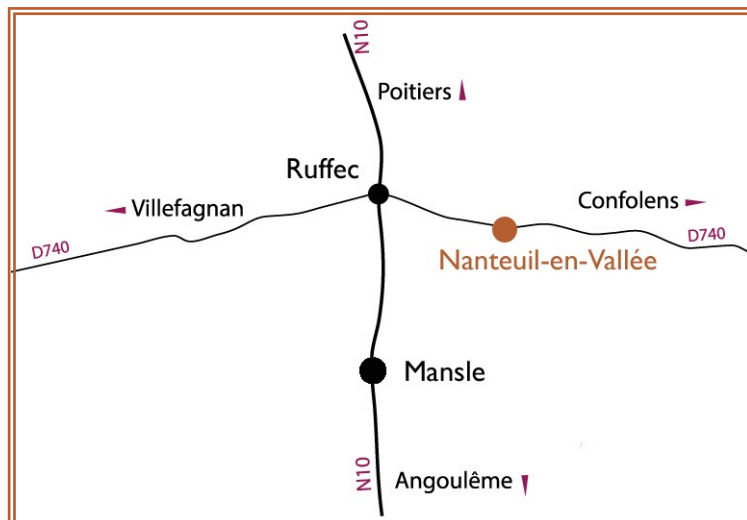 N10
Poitiers
Ruffec
Villefagnan
Confolens
D740
D740
Nanteuil-en-Vallée
Mansle
N10
Angoulême